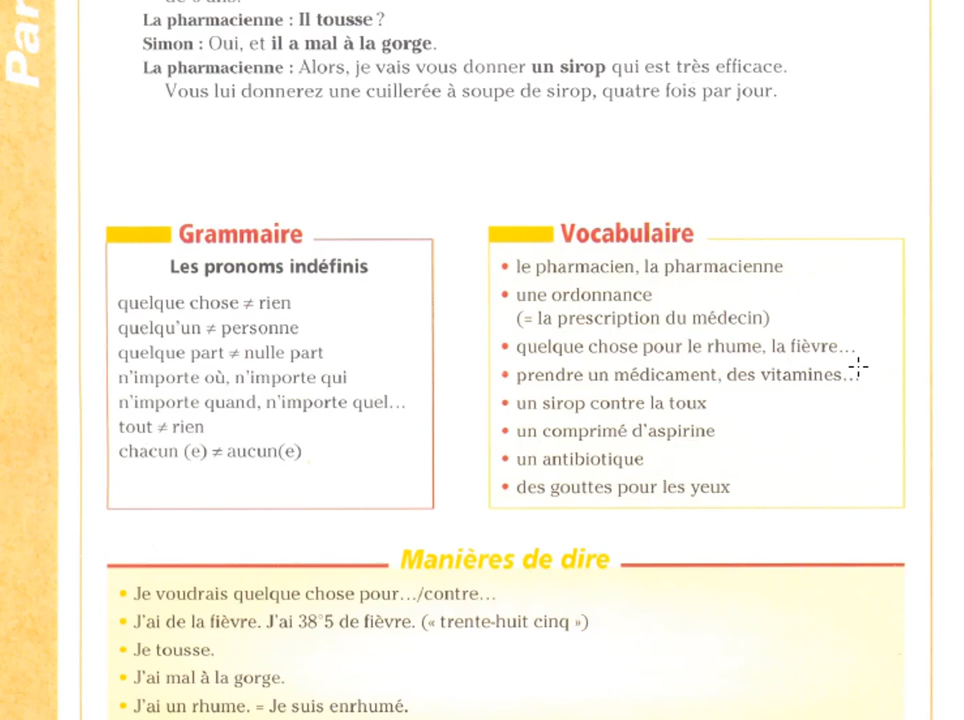 Par
La pharmacienne : Il tousse ?
Simon : Oui, et il a mal à la gorge.
La pharmacienne : Alors, je vais vous donner un sirop qui est très efficace.
Vous lui donnerez une cuillerée à soupe de sirop, quatre fois par jour.
Grammaire
Les pronoms indéfinis
quelque chose ≠ rien
quelqu'un ≠ personne
quelque part ≠ nulle part
n'importe où, n'importe qui
n'importe quand, n'importe quel…
tout ≠ rien
chacun (e) ≠ aucun(e)
Vocabulaire
• le pharmacien, la pharmacienne
• une ordonnance
(= la prescription du médecin)
• quelque chose pour le rhume, la fièvre…
• prendre un médicament, des vitamines…
• un sirop contre la toux
• un comprimé d'aspirine
• un antibiotique
• des gouttes pour les yeux
Manières de dire
• Je voudrais quelque chose pour…/contre…
• J'ai de la fièvre. J'ai 38°5 de fièvre. (« trente-huit cinq »)
• Je tousse.
• J'ai mal à la gorge.
• J'ai un rhume. = Je suis enrhumé.